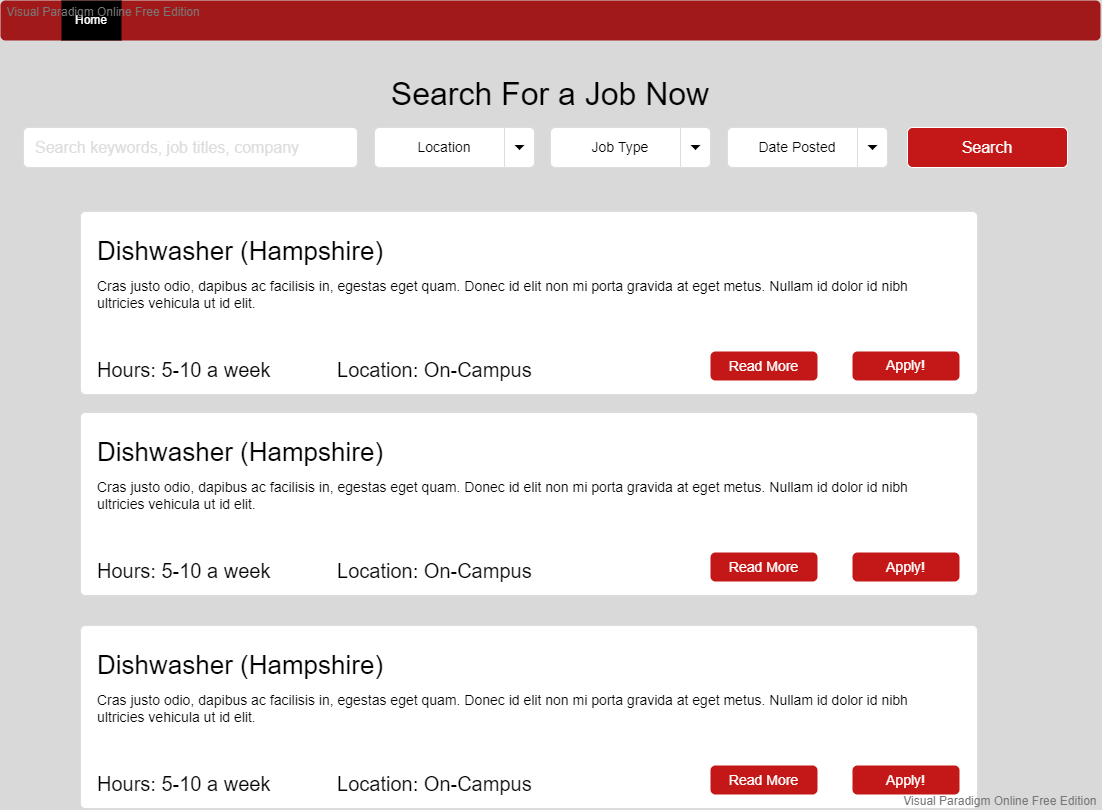 Visual Paradigm Online Free Edition
Home
Search For a Job Now
Search keywords, job titles, company
Location
Job Type
Date Posted
Search
Dishwasher (Hampshire)
Cras justo odio, dapibus ac facilisis in, egestas eget quam. Donec id elit non mi porta gravida at eget metus. Nullam id dolor id nibh
ultricies vehicula ut id elit.
Hours: 5-10 a week
Location: On-Campus
Read More
Apply!
Dishwasher (Hampshire)
Cras justo odio, dapibus ac facilisis in, egestas eget quam. Donec id elit non mi porta gravida at eget metus. Nullam id dolor id nibh
ultricies vehicula ut id elit.
Hours: 5-10 a week
Location: On-Campus
Read More
Apply!
Dishwasher (Hampshire)
Cras justo odio, dapibus ac facilisis in, egestas eget quam. Donec id elit non mi porta gravida at eget metus. Nullam id dolor id nibh
ultricies vehicula ut id elit.
Hours: 5-10 a week
Location: On-Campus
Read More
Apply!
Visual Paradigm Online Free Edition